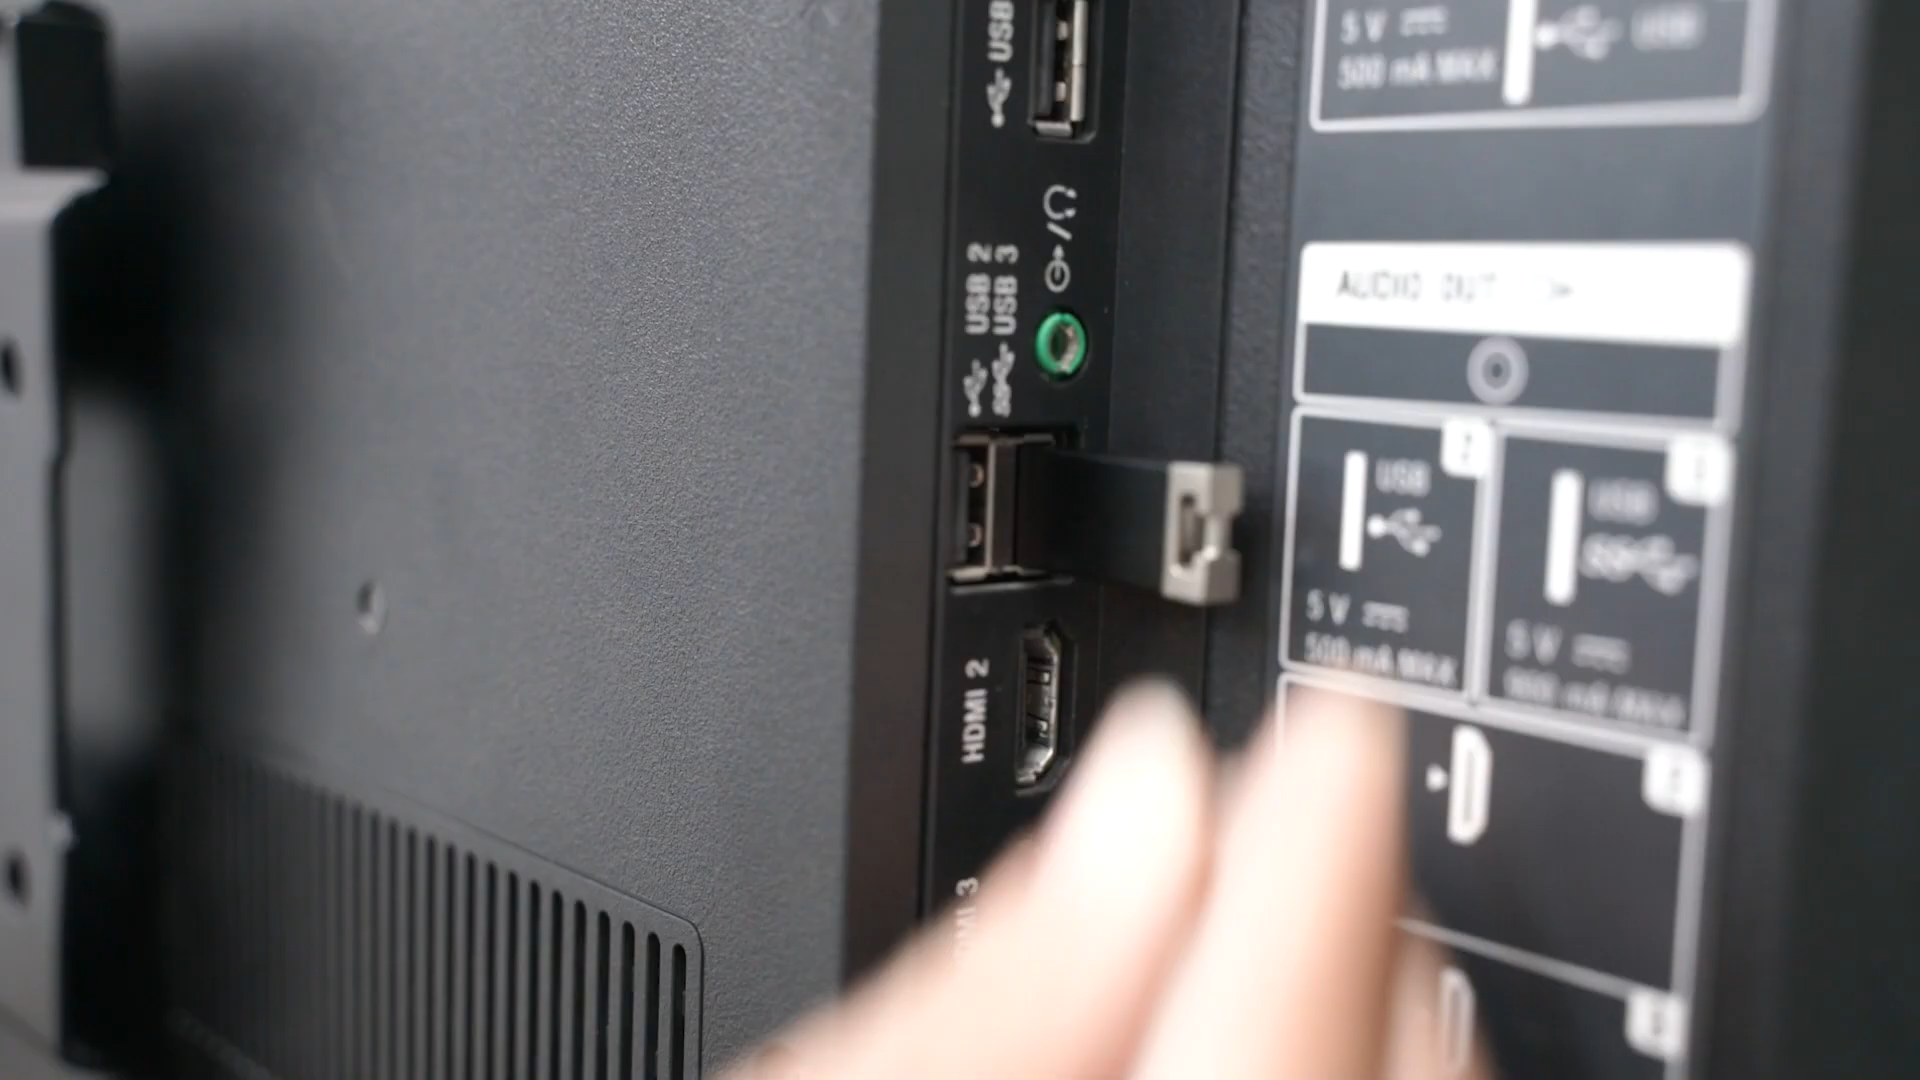 USB
USB 2
USB 3
HDMI 2
5 V
500 mA MAX
USB
AUDIO OUT
USB
5 V
500 mA MAX
USB
5 V